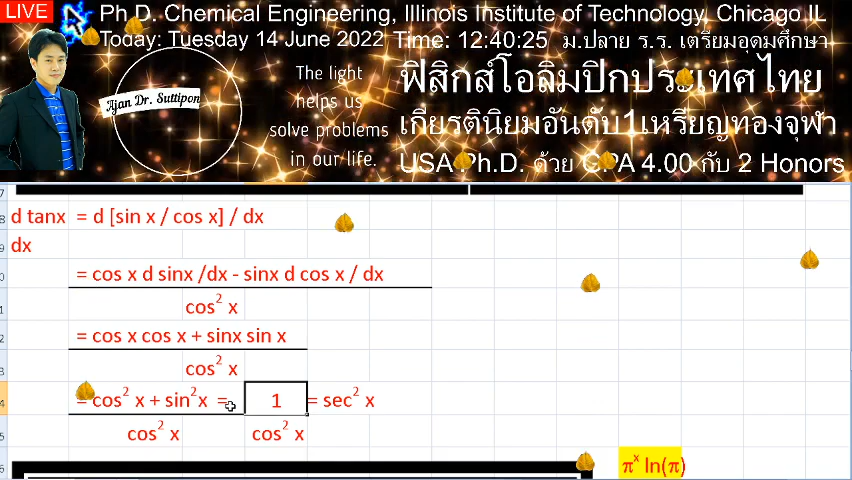 LIVE
Ph D. Chemical Engineering, Illinois Institute of Technology, Chicago IL
Today: Tuesday 14 June 2022 Time: 12:40:25 ม.ปลาย ร.ร. เตรียมอุดมศึกษา
Ajan Dr. Suttipon
The light
helps us
solve problems
in our life.
ฟิสิกส์โอลิมปิกประเทศไทย
เกียรตินิยมอันดับ1เหรียญทองจุฬา
USA Ph.D. ด้วย GPA 4.00 กับ 2 Honors
d tanx = d [sin x / cos x] / dx
dx
= cos x d sinx /dx - sinx d cos x / dx
cos² x
= cos x cos x + sinx sin x
cos² x
= cos² x + sin²x = 1 = sec² x
cos² x cos² x
πˣ ln(π)